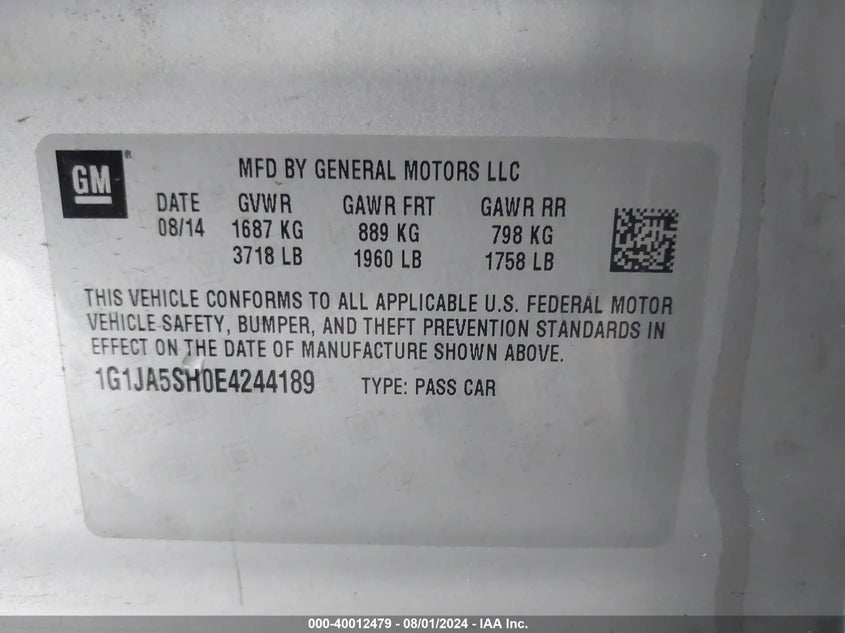 GM®
MFD BY GENERAL MOTORS LLC
DATE GVWR GAWR FRT GAWR RR
08/14 1687 KG 889 KG 798 KG
3718 LB 1960 LB 1758 LB
THIS VEHICLE CONFORMS TO ALL APPLICABLE U.S. FEDERAL MOTOR
VEHICLE SAFETY, BUMPER, AND THEFT PREVENTION STANDARDS IN
EFFECT ON THE DATE OF MANUFACTURE SHOWN ABOVE.
1G1JA5SH0E4244189 TYPE: PASS CAR
000-40012479 - 08/01/2024 - IAA Inc.